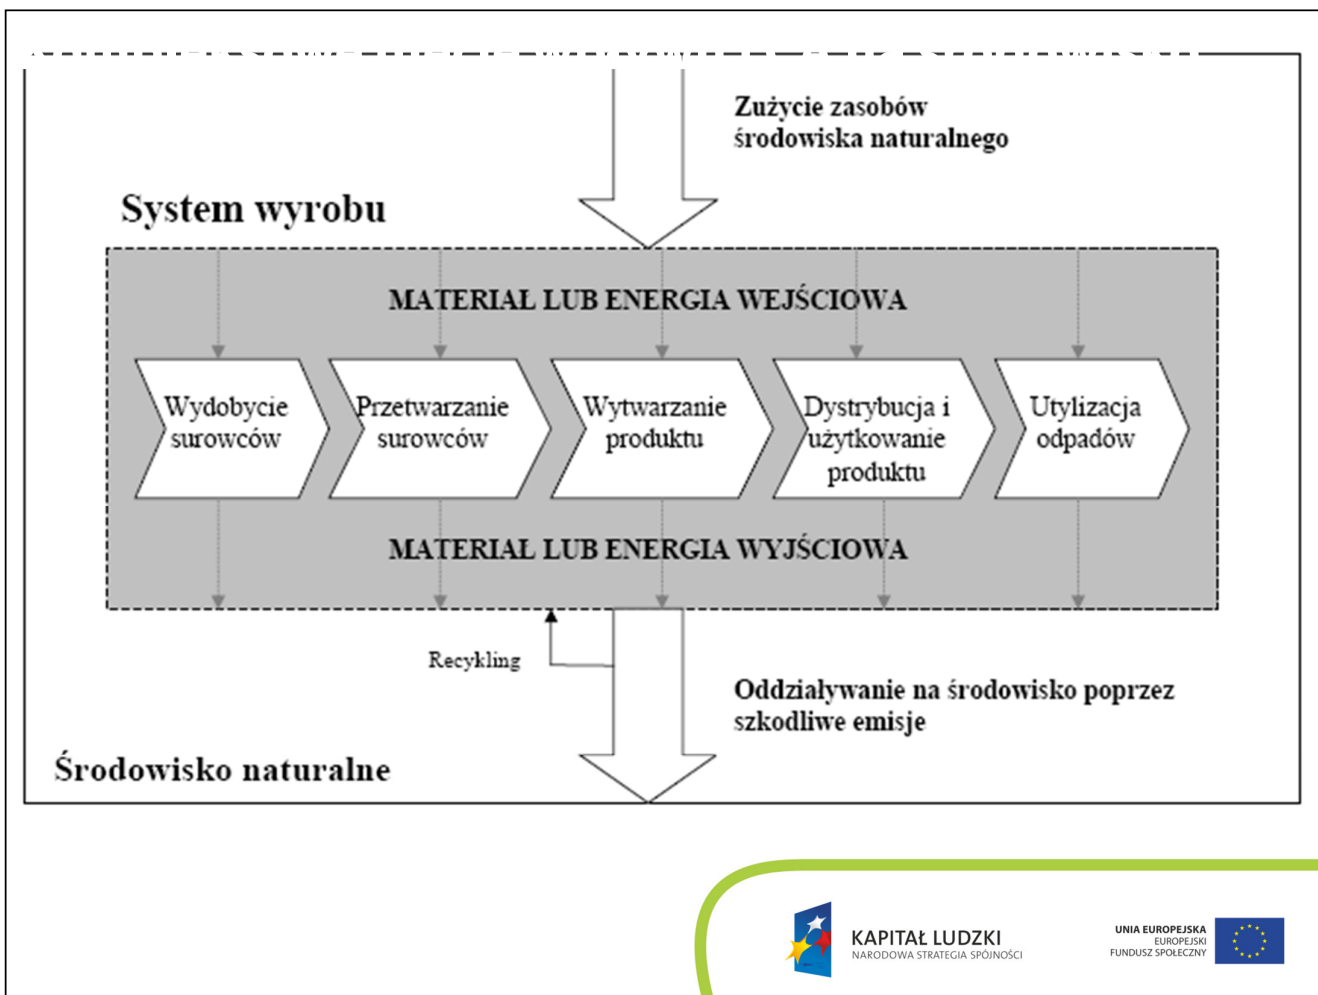 Zużycie zasobów
środowiska naturalnego
System wyrobu
MATERIAŁ LUB ENERGIA WEJŚCIOWA
Wydobycie
surowców
Przetwarzanie
surowców
Wytwarzanie
produktu
Dystrybucja i
użytkowanie
produktu
Utylizacja
odpadów
MATERIAŁ LUB ENERGIA WYJŚCIOWA
Recykling
Oddziaływanie na środowisko poprzez
szkodliwe emisje
Środowisko naturalne
KAPITAŁ LUDZKI
NARODOWA STRATEGIA SPÓJNOŚCI
UNIA EUROPEJSKA
EUROPEJSKI
FUNDUSZ SPOŁECZNY